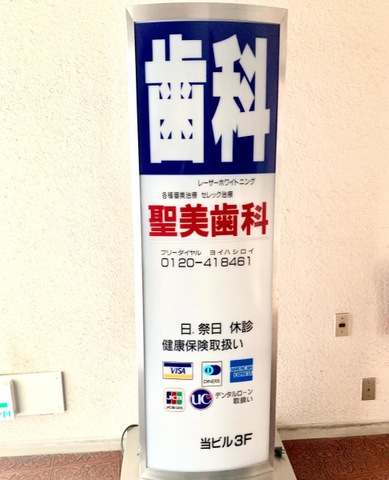 歯科
レーザーホワイトニング
各種審美治療 セレック治療
聖美歯科
フリーダイヤル ヨイハシロイ
0120-418461
日.祭日 休診
健康保険取扱い
VISA DINERS AMERICAN EXPRESS
JCB UC デンタルローン
取扱い
当ビル3F